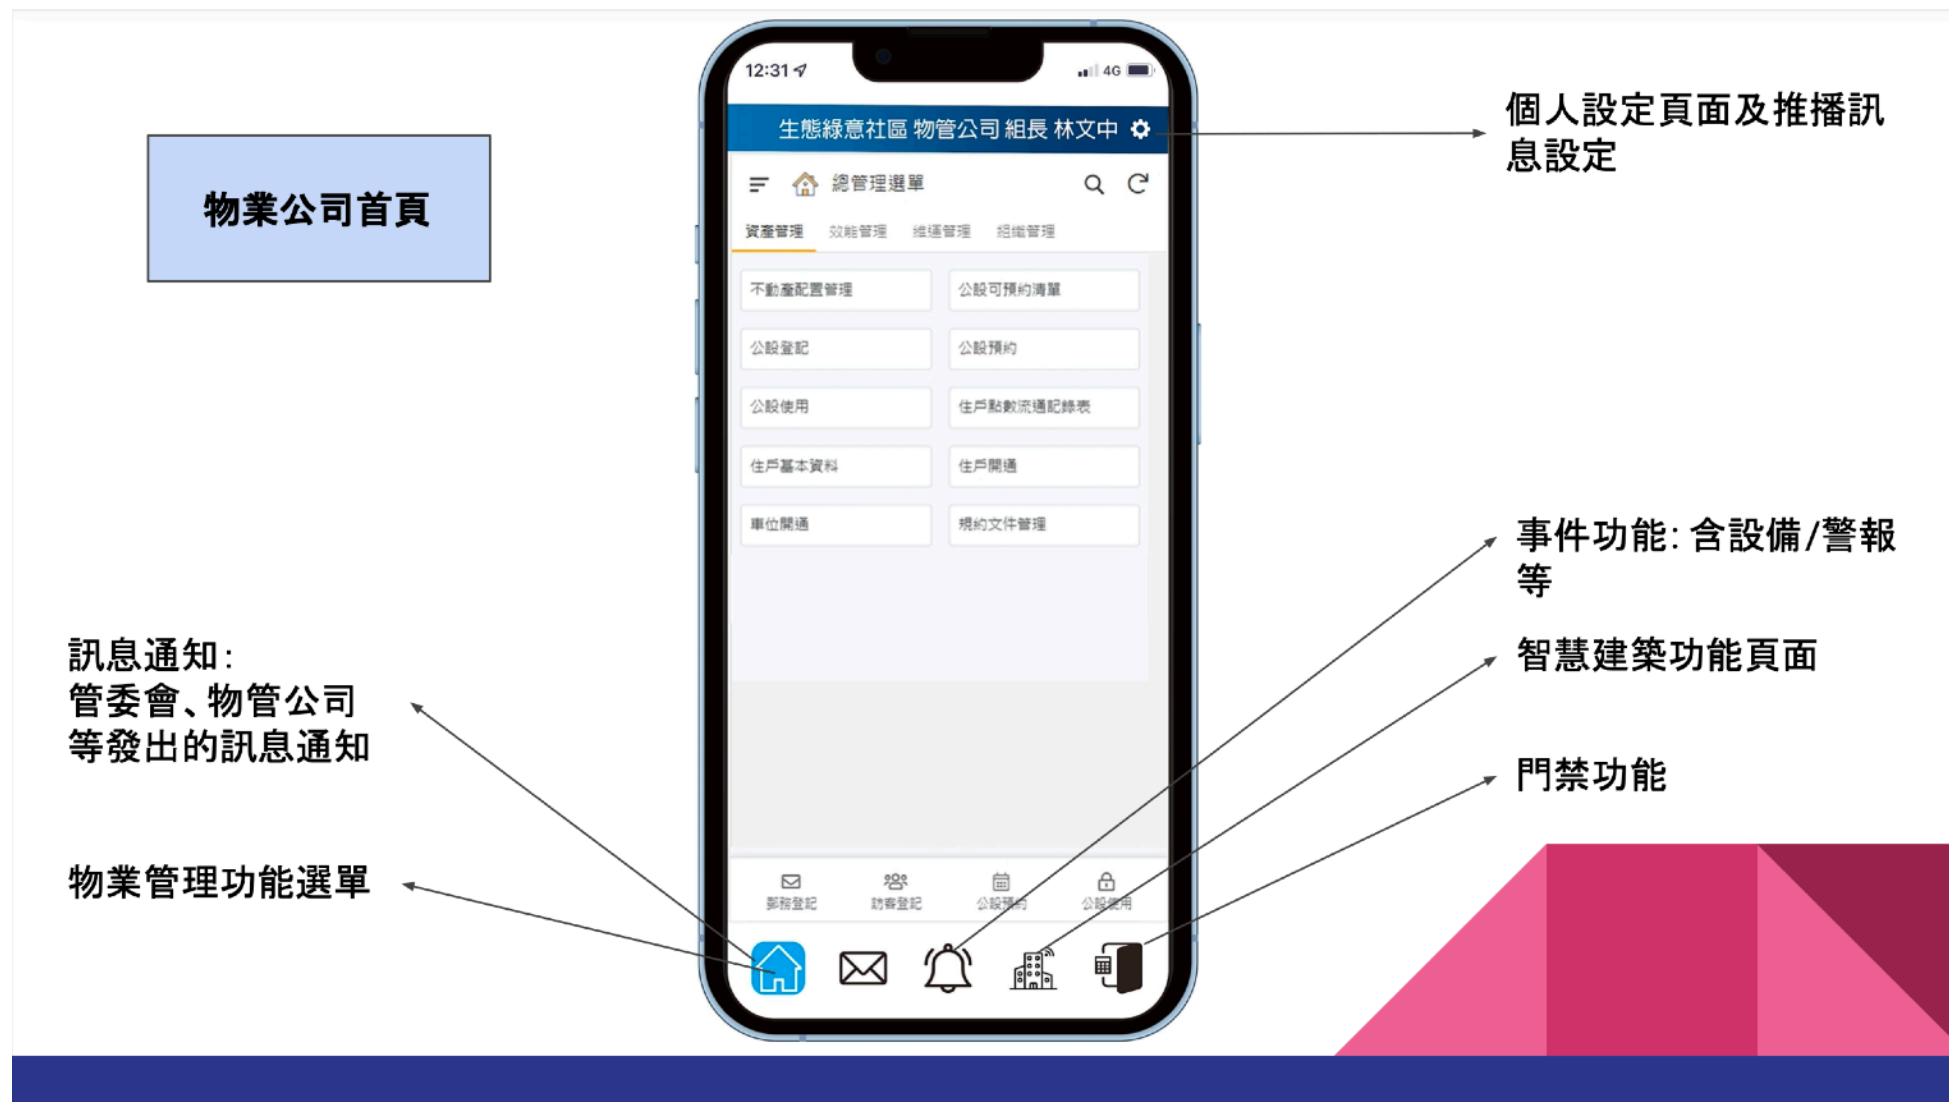 12:31
4G
生態綠意社區 物管公司 組長 林文中
個人設定頁面及推播訊
息設定
物業公司首頁
總管理選單
資產管理 效能管理 維運管理 組織管理
不動產配置管理
公設可預約清單
公設登記
公設預約
公設使用
住戶點數流通記錄表
住戶基本資料
住戶開通
車位開通
規約文件管理
事件功能: 含設備/警報
等
訊息通知:
管委會、物管公司
等發出的訊息通知
智慧建築功能頁面
門禁功能
物業管理功能選單
郵務登記
訪客登記
公設預約
公設使用